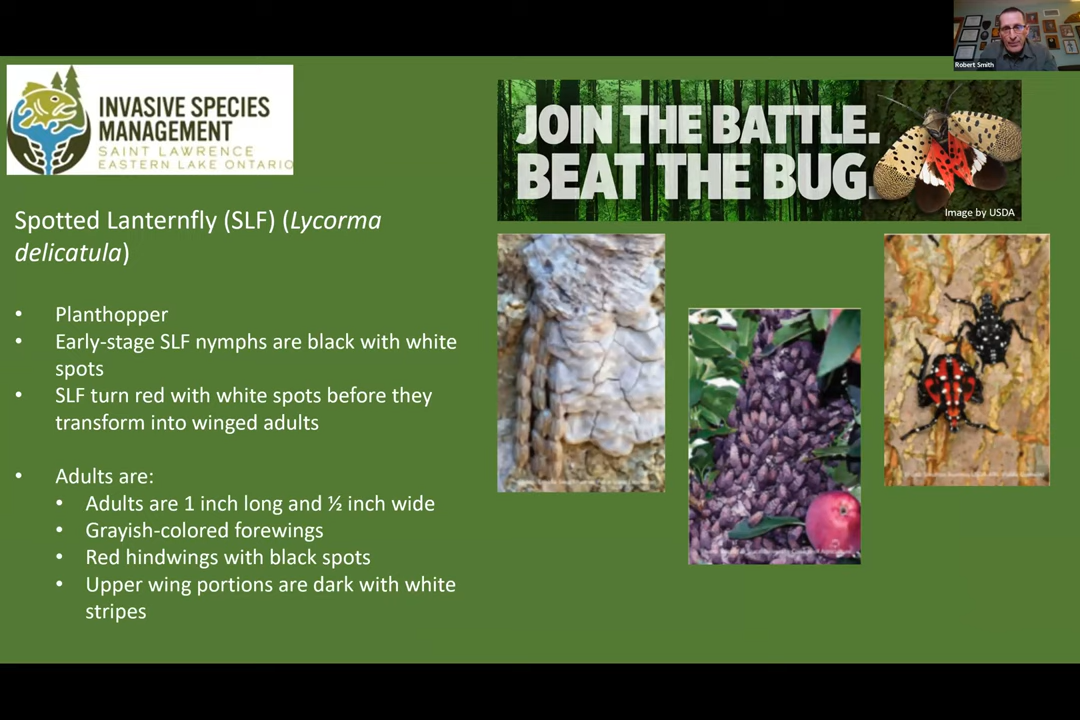 Robert Smith
INVASIVE SPECIES
MANAGEMENT
SAINT LAWRENCE
EASTERN LAKE ONTARIO
JOIN THE BATTLE.
BEAT THE BUG.
Image by USDA
Spotted Lanternfly (SLF) (Lycorma
delicatula)
• Planthopper
• Early-stage SLF nymphs are black with white
spots
• SLF turn red with white spots before they
transform into winged adults
• Adults are:
• Adults are 1 inch long and ½ inch wide
• Grayish-colored forewings
• Red hindwings with black spots
• Upper wing portions are dark with white
stripes